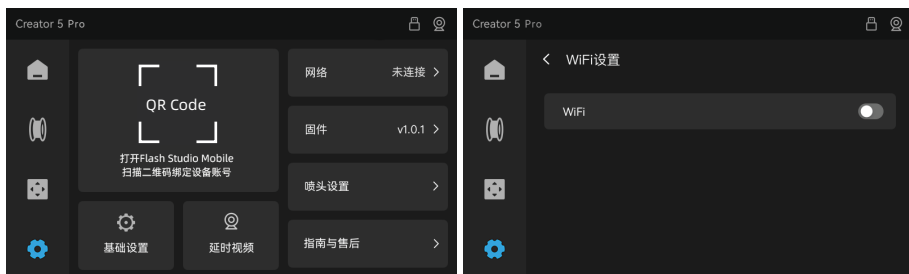 Creator 5 Pro
QR Code
打开Flash Studio Mobile
扫描二维码绑定设备账号
基础设置
延时视频
网络 未连接
固件 v1.0.1
喷头设置
指南与售后
Creator 5 Pro
WiFi设置
WiFi